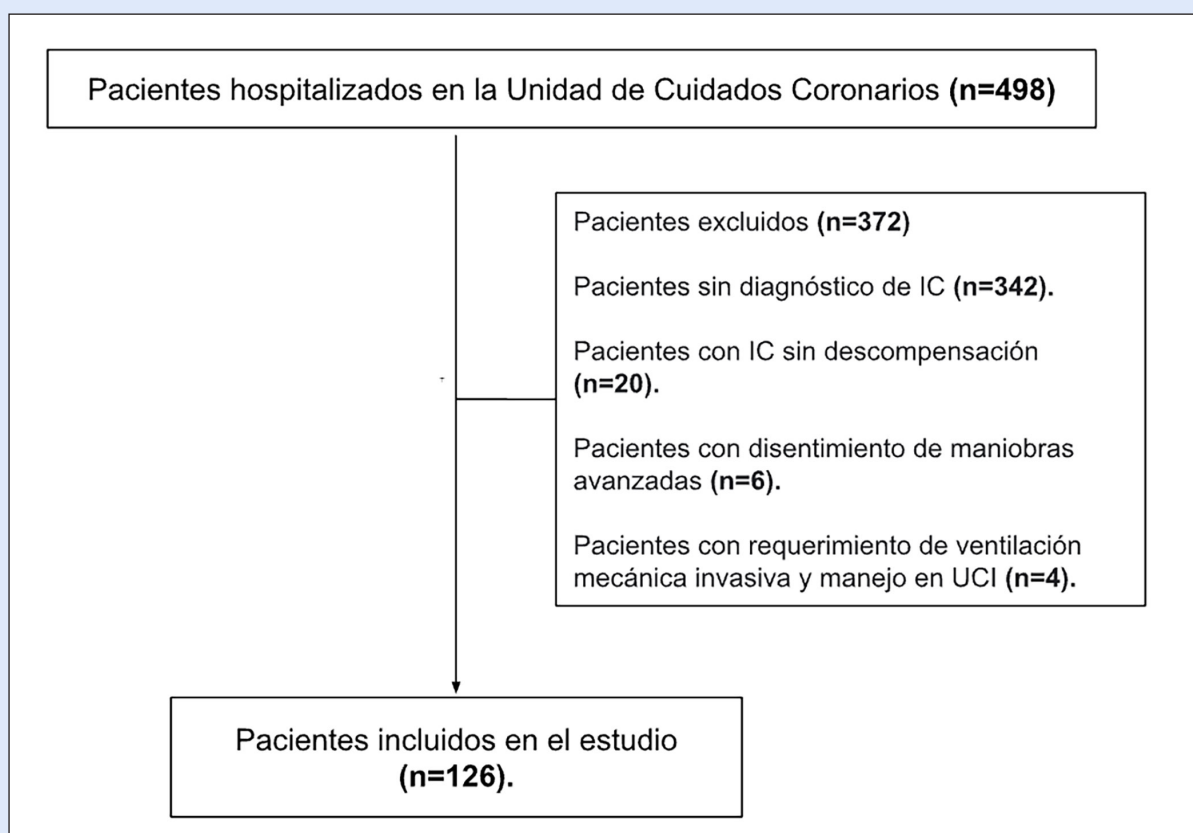 Pacientes hospitalizados en la Unidad de Cuidados Coronarios (n=498)
Pacientes excluidos (n=372)
Pacientes sin diagnóstico de IC (n=342).
Pacientes con IC sin descompensación
(n=20).
Pacientes con disentimiento de maniobras
avanzadas (n=6).
Pacientes con requerimiento de ventilación
mecánica invasiva y manejo en UCI (n=4).
Pacientes incluidos en el estudio
(n=126).